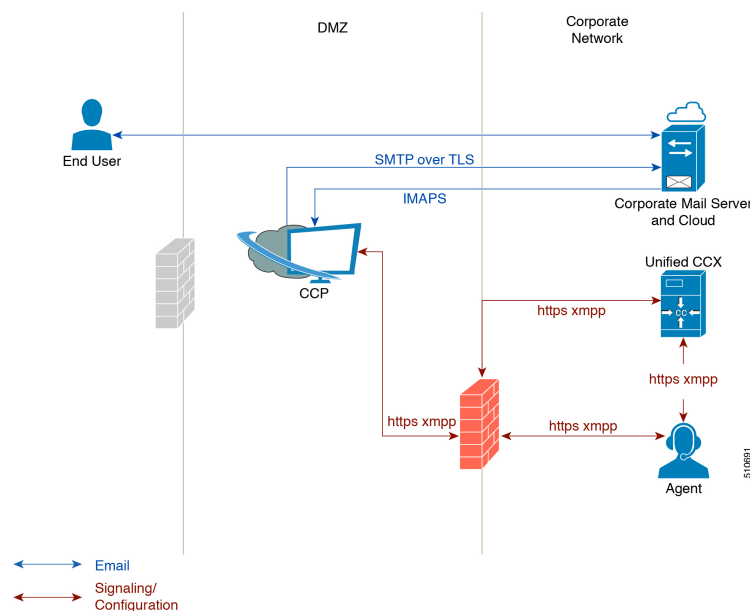 DMZ
Corporate
Network
End User
SMTP over TLS
IMAPS
Corporate Mail Server
and Cloud
CCP
Unified CCX
CC
https xmpp
https xmpp
https xmpp
https xmpp
Agent
510691
Email
Signaling/
Configuration